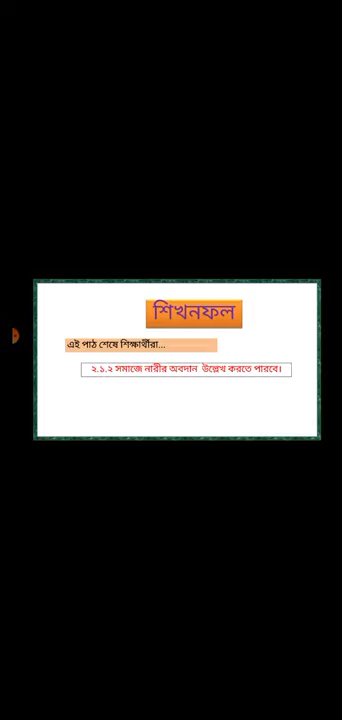 শিখনফল
এই পাঠ শেষে শিক্ষার্থীরা...
২.১.২ সমাজে নারীর অবদান উল্লেখ করতে পারবে।